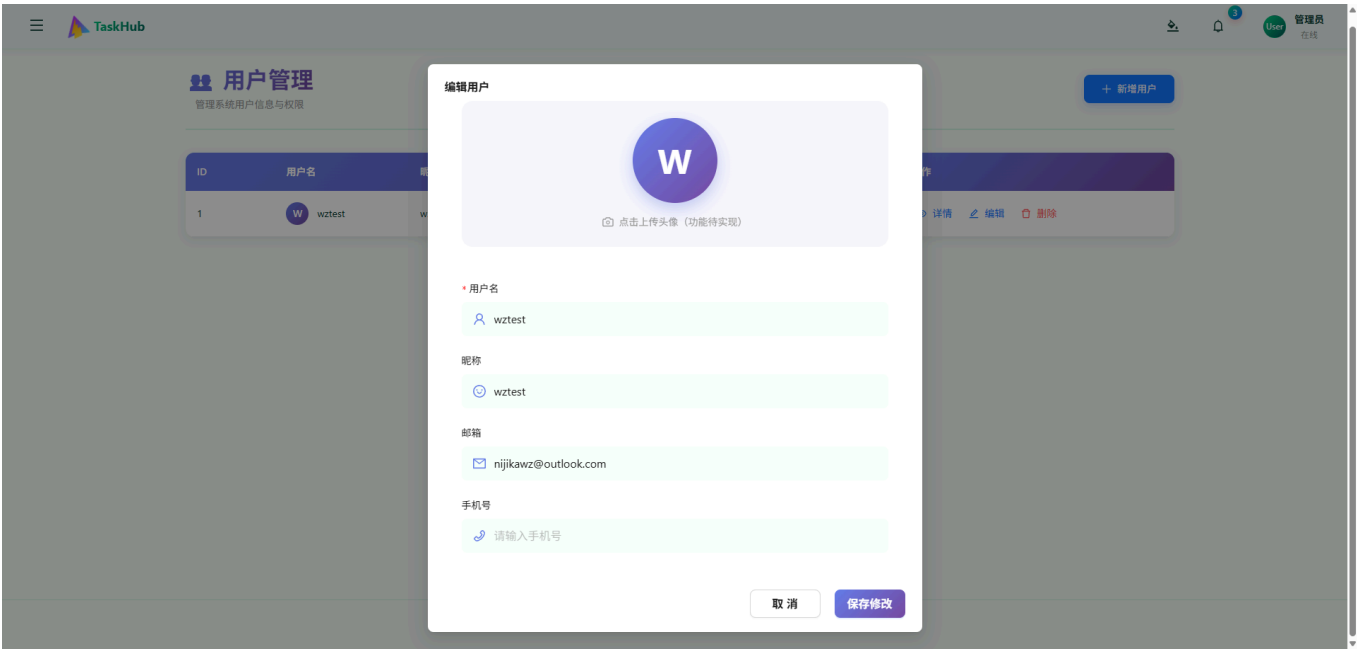 TaskHub
3
User
管理员
在线
用户管理
管理系统用户信息与权限
+ 新增用户
ID 用户名 昵 作
1 W wztest w 详情 编辑 删除
编辑用户
W
点击上传头像（功能待实现）
* 用户名
wztest
昵称
wztest
邮箱
nijikawz@outlook.com
手机号
请输入手机号
取 消 保存修改